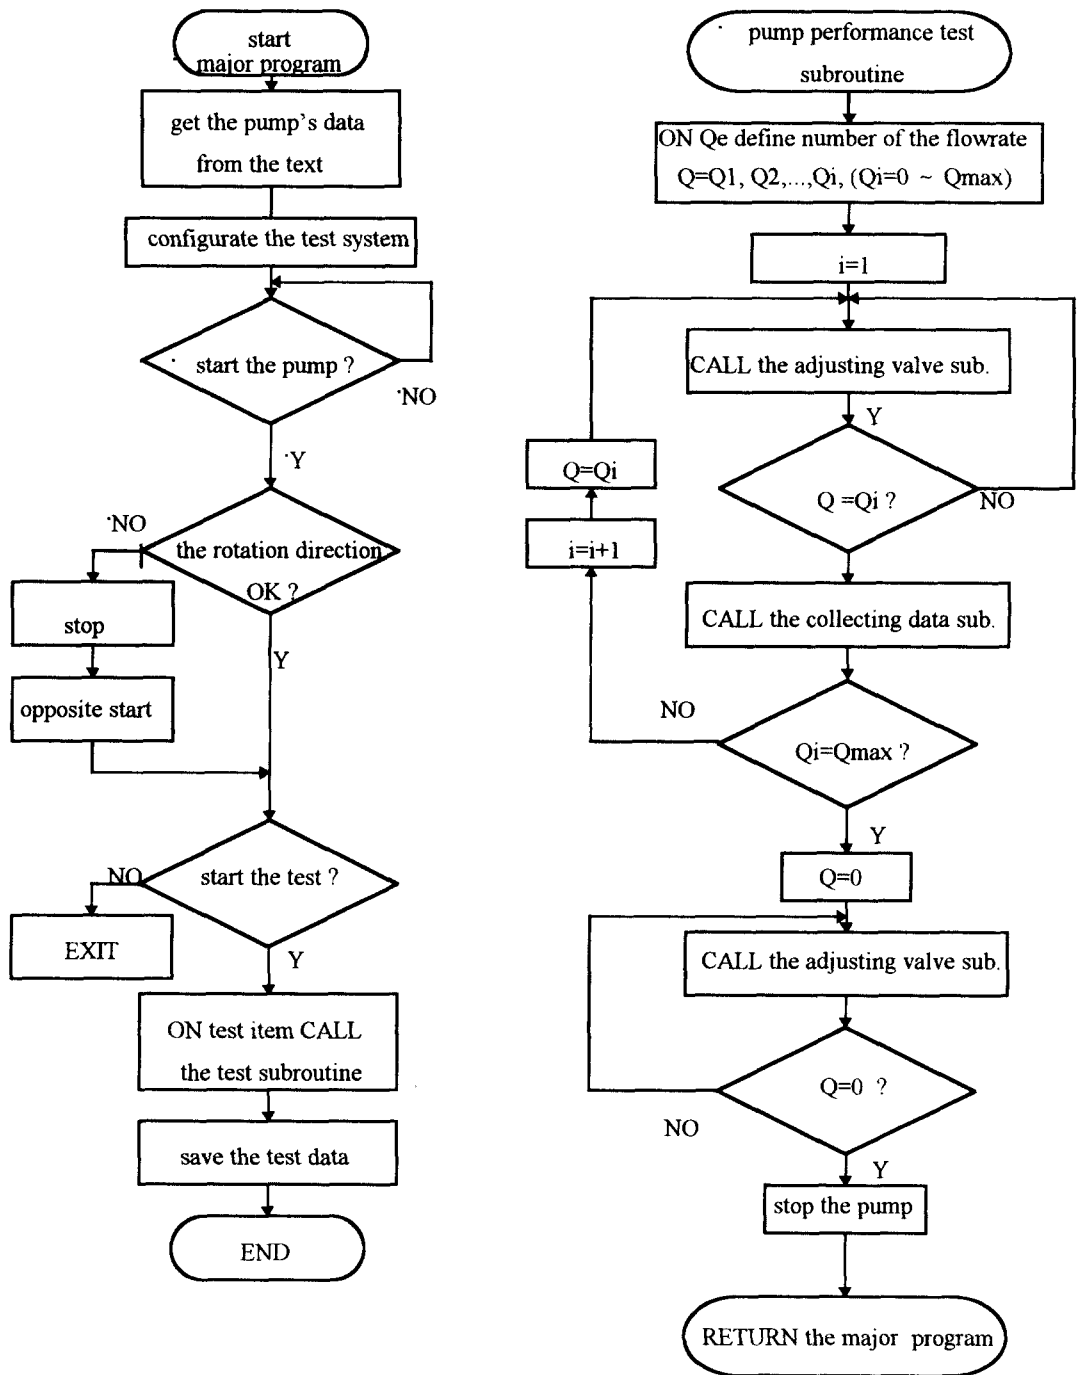 start
major program
get the pump's data
from the text
configurate the test system
start the pump ?
NO
Y
NO
the rotation direction
OK ?
stop
Y
opposite start
start the test ?
NO
EXIT
Y
ON test item CALL
the test subroutine
save the test data
END
pump performance test
subroutine
ON Qe define number of the flowrate
Q=Q1, Q2,...,Qi, (Qi=0 ~ Qmax)
i=1
CALL the adjusting valve sub.
Y
Q=Qi
Q =Qi ?
NO
i=i+1
CALL the collecting data sub.
NO
Qi=Qmax ?
Y
Q=0
CALL the adjusting valve sub.
Q=0 ?
NO
Y
stop the pump
RETURN the major program